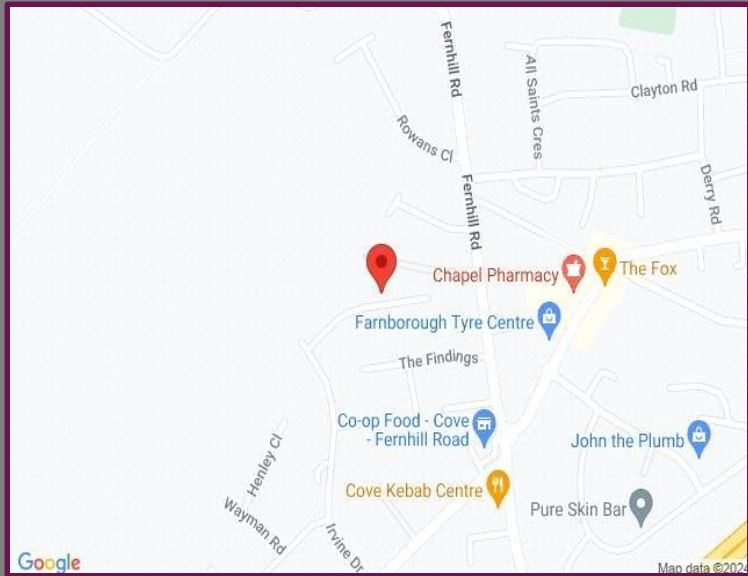 Fernhill Rd
All Saints Cres
Clayton Rd
Rowans Cl
Derry Rd
Fernhill Rd
Chapel Pharmacy
The Fox
Farnborough Tyre Centre
The Findings
Co-op Food - Cove
- Fernhill Road
John the Plumb
Henley Cl
Cove Kebab Centre
Pure Skin Bar
Wayman Rd
Irvine Dr
Google
Map data ©2024